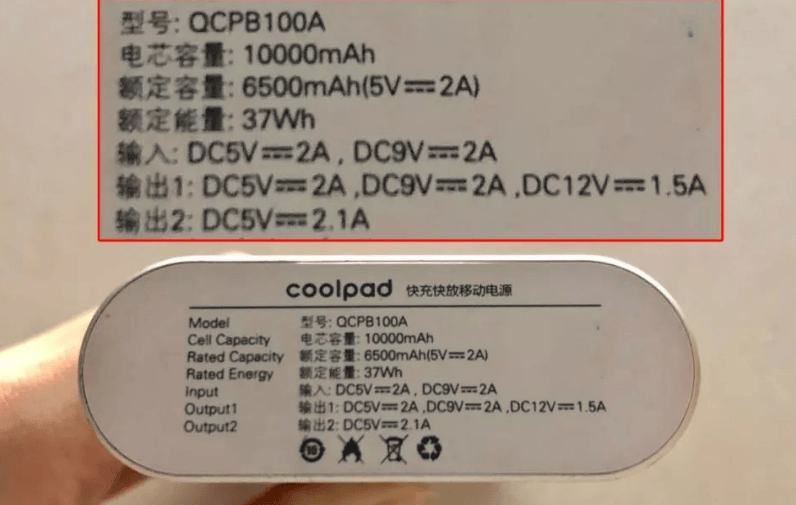 型号: QCPB100A
电芯容量: 10000mAh
额定容量: 6500mAh(5V⎓2A)
额定能量: 37Wh
输入: DC5V⎓2A , DC9V⎓2A
输出1: DC5V⎓2A ,DC9V⎓2A ,DC12V⎓1.5A
输出2: DC5V⎓2.1A
coolpad 快充快放移动电源
Model 型号: QCPB100A
Cell Capacity 电芯容量: 10000mAh
Rated Capacity 额定容量: 6500mAh(5V⎓2A)
Rated Energy 额定能量: 37Wh
Input 输入: DC5V⎓2A , DC9V⎓2A
Output1 输出1: DC5V⎓2A ,DC9V⎓2A ,DC12V⎓1.5A
Output2 输出2: DC5V⎓2.1A
10